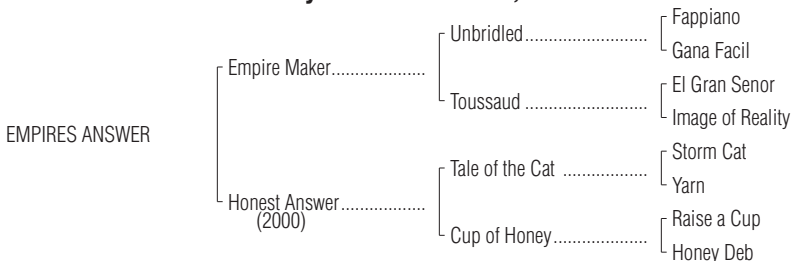 Fappiano
Unbridled
Gana Facil
Empire Maker
El Gran Senor
Toussaud
Image of Reality
EMPIRES ANSWER
Storm Cat
Tale of the Cat
Yarn
Honest Answer
(2000)
Raise a Cup
Cup of Honey
Honey Deb